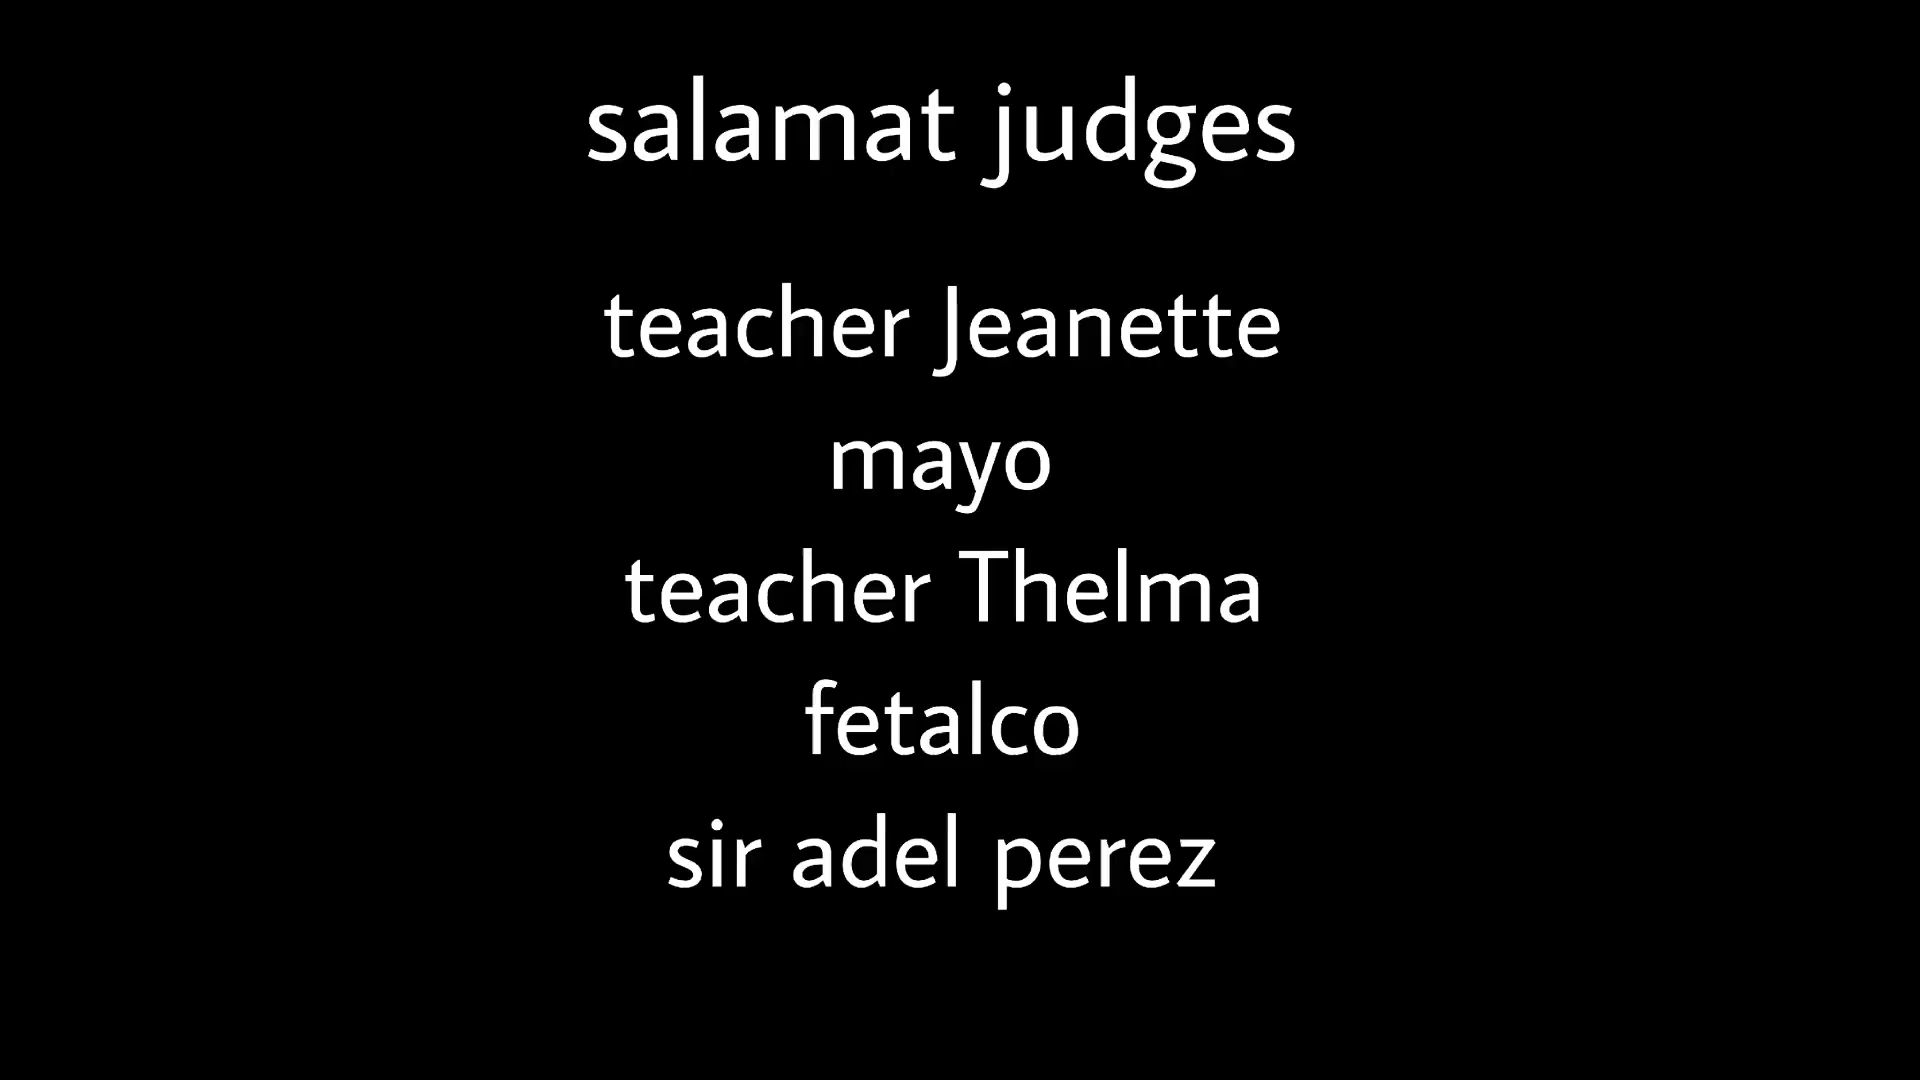 salamat judges
teacher Jeanette
mayo
teacher Thelma
fetalco
sir adel perez